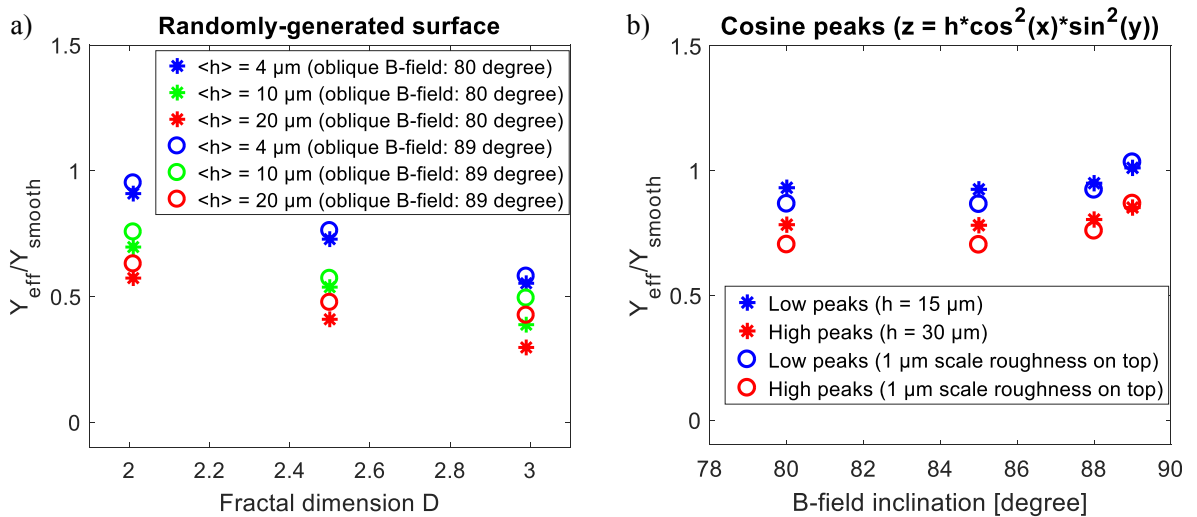 a)
Randomly-generated surface
1.5
1
0.5
0
Y_eff/Y_smooth
<h> = 4 µm (oblique B-field: 80 degree)
<h> = 10 µm (oblique B-field: 80 degree)
<h> = 20 µm (oblique B-field: 80 degree)
<h> = 4 µm (oblique B-field: 89 degree)
<h> = 10 µm (oblique B-field: 89 degree)
<h> = 20 µm (oblique B-field: 89 degree)
2 2.2 2.4 2.6 2.8 3
Fractal dimension D
b)
Cosine peaks (z = h*cos²(x)*sin²(y))
1.5
1
0.5
0
Y_eff/Y_smooth
Low peaks (h = 15 µm)
High peaks (h = 30 µm)
Low peaks (1 µm scale roughness on top)
High peaks (1 µm scale roughness on top)
78 80 82 84 86 88 90
B-field inclination [degree]